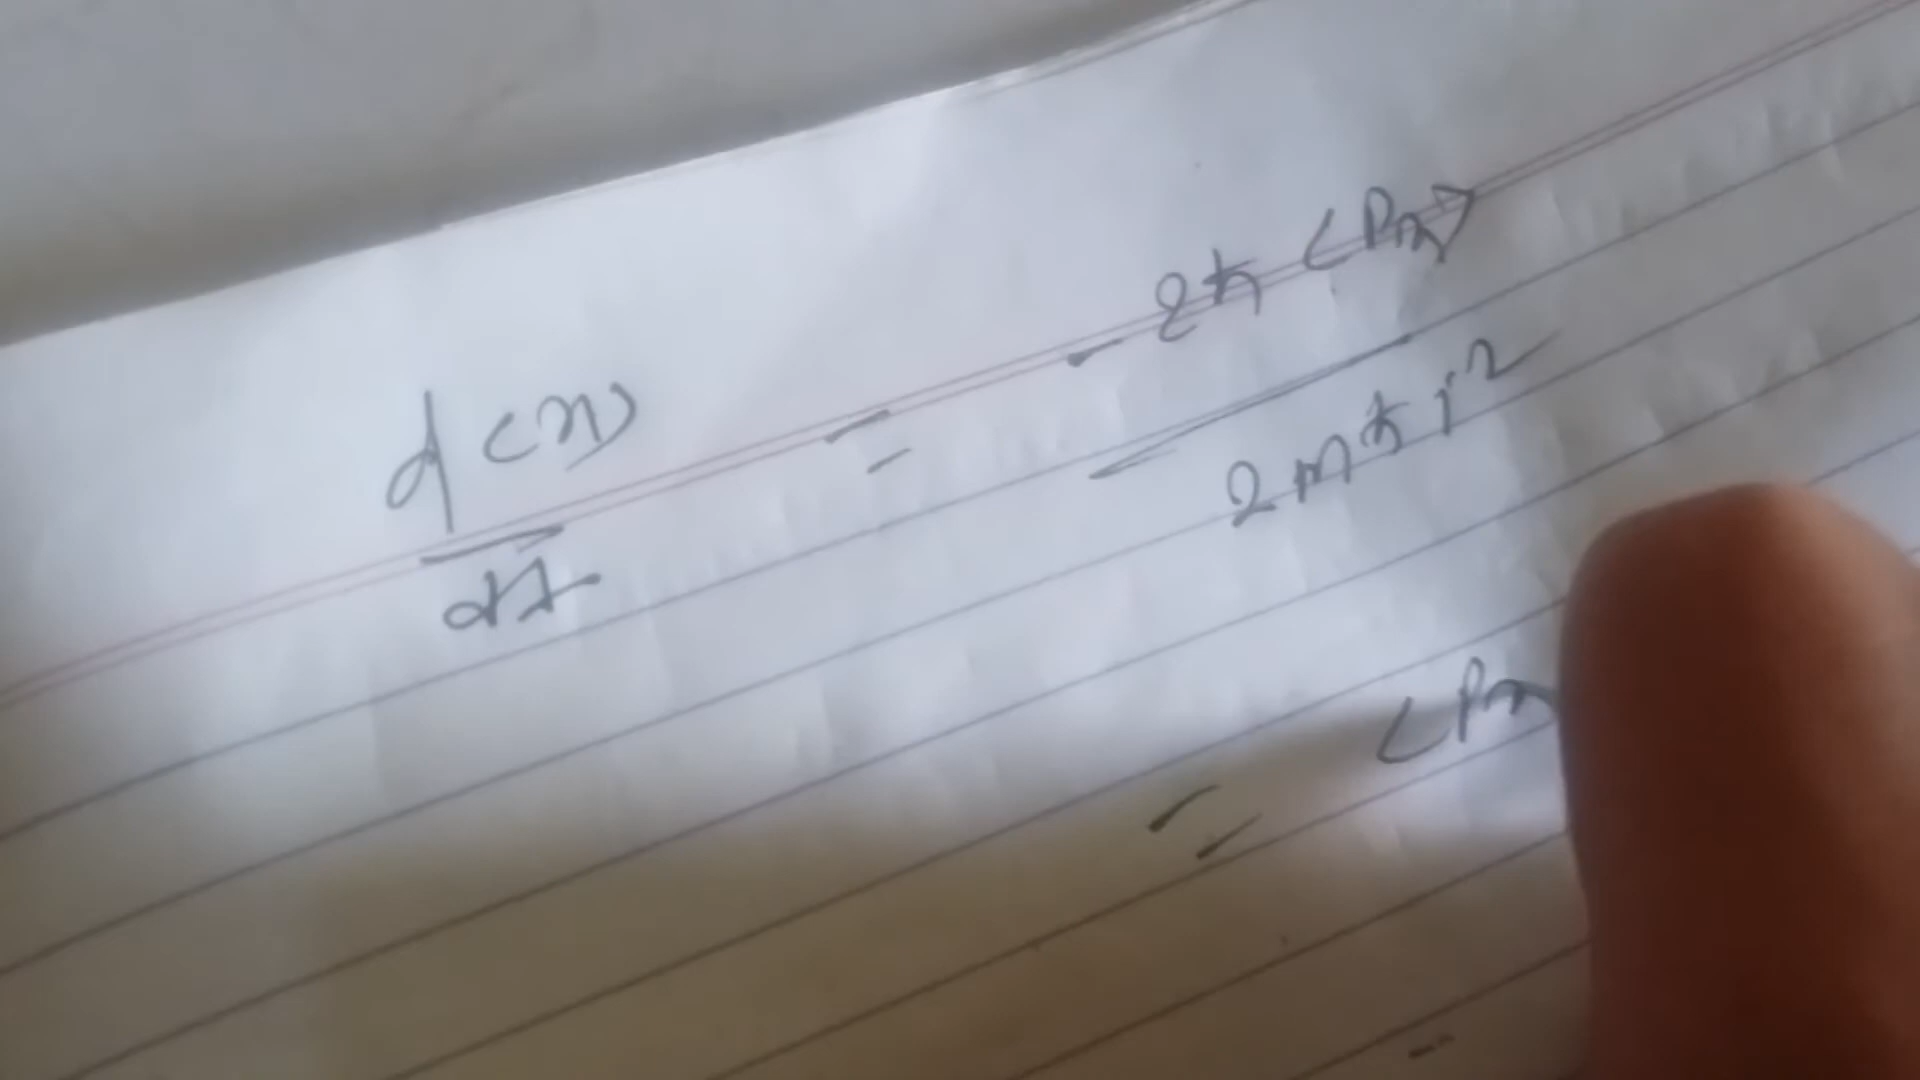 d<x>/dt = -2ħ<Px>/2mħi²
= <Px